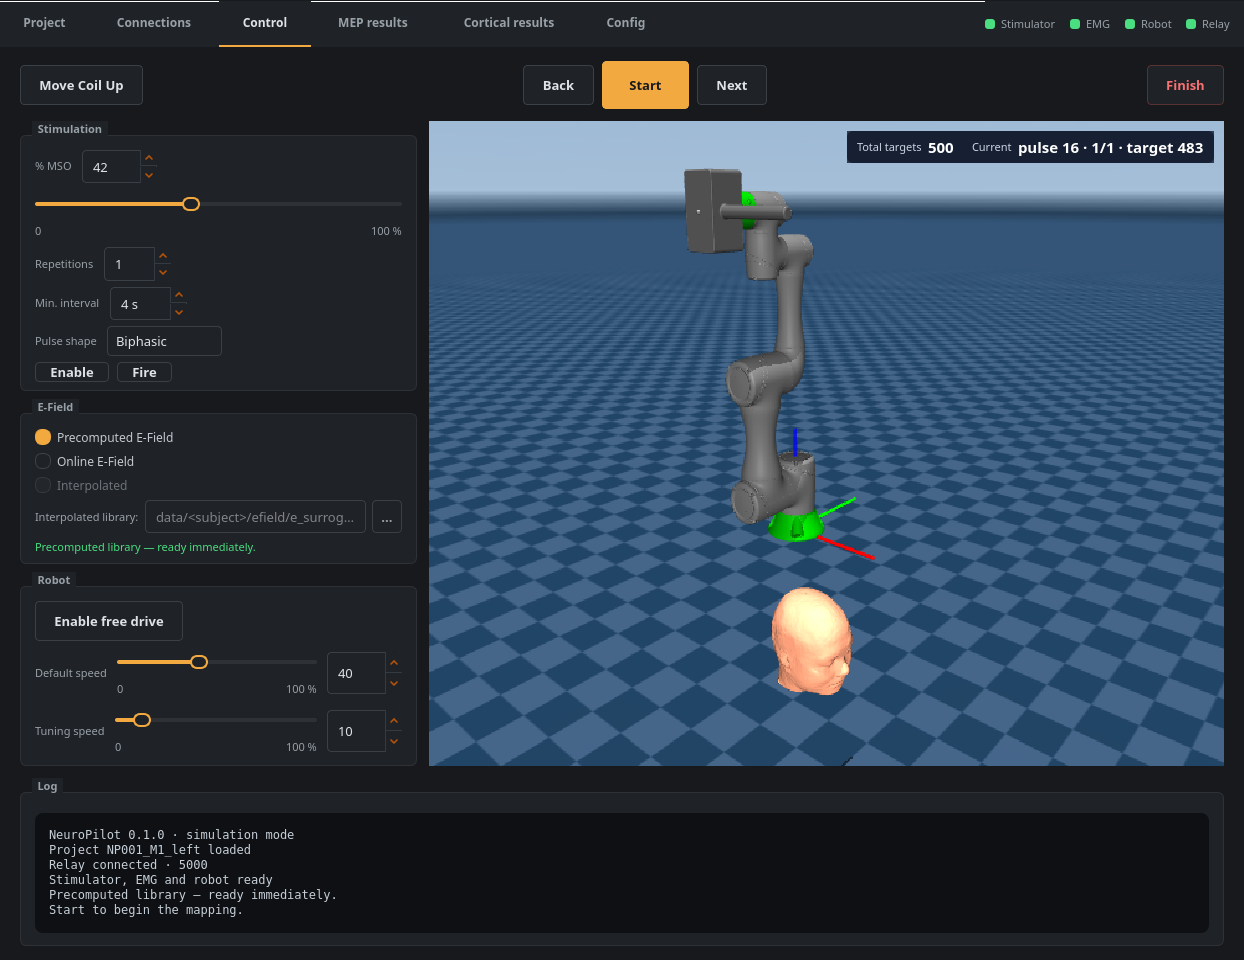 Project Connections Control MEP results Cortical results Config Stimulator EMG Robot Relay
Move Coil Up Back Start Next Finish
Stimulation
% MSO 42
0 100 %
Repetitions 1
Min. interval 4 s
Pulse shape Biphasic
Enable Fire
E-Field
Precomputed E-Field
Online E-Field
Interpolated
Interpolated library: data/<subject>/efield/e_surrog... ...
Precomputed library — ready immediately.
Robot
Enable free drive
Default speed 40
0 100 %
Tuning speed 10
0 100 %
Total targets 500 Current pulse 16 · 1/1 · target 483
Log
NeuroPilot 0.1.0 · simulation mode
Project NP001_M1_left loaded
Relay connected · 5000
Stimulator, EMG and robot ready
Precomputed library — ready immediately.
Start to begin the mapping.